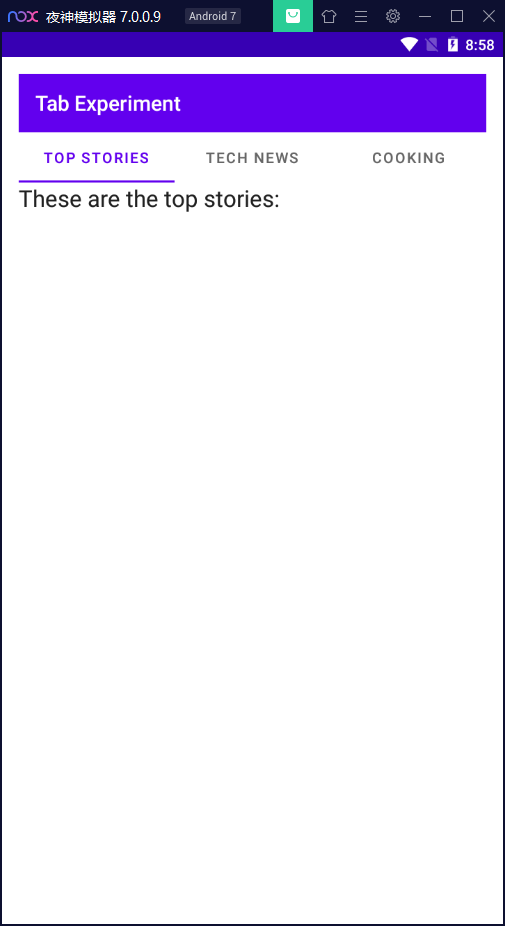 nox 夜神模拟器 7.0.0.9 Android 7
8:58
Tab Experiment
TOP STORIES TECH NEWS COOKING
These are the top stories: